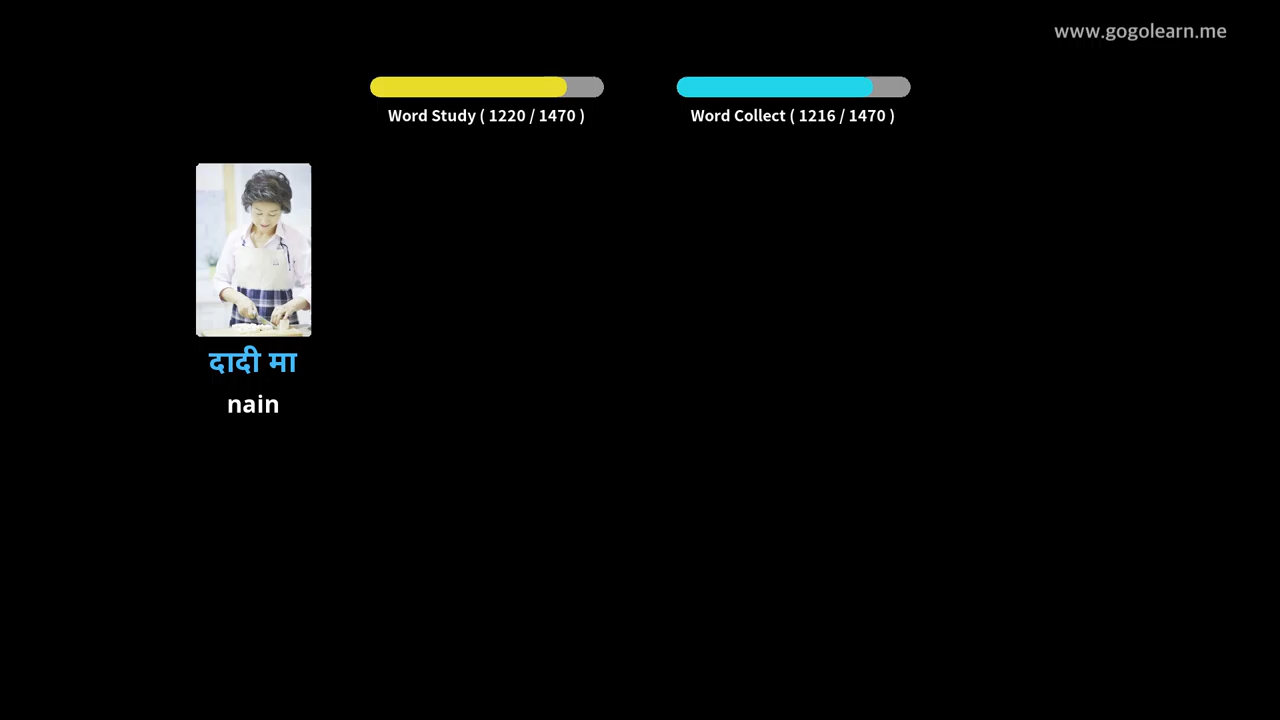 www.gogolearn.me
Word Study ( 1220 / 1470 )
Word Collect ( 1216 / 1470 )
दादी मा
nain